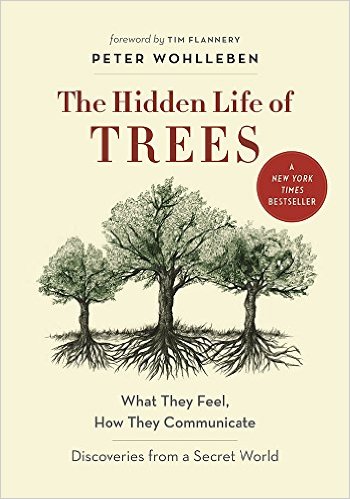 foreword by TIM FLANNERY
PETER WOHLLEBEN
The Hidden Life of
TREES
A
NEW YORK
TIMES
BESTSELLER
What They Feel,
How They Communicate
Discoveries from a Secret World